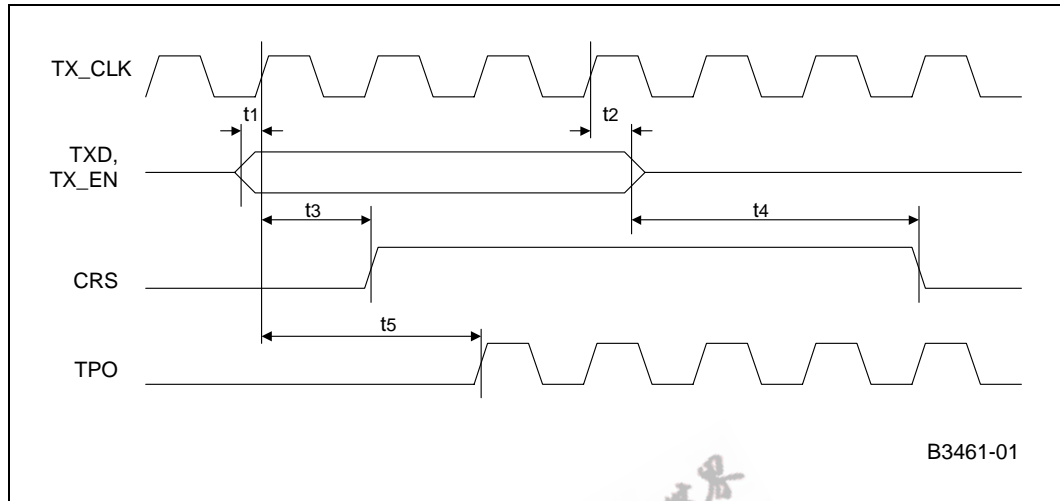 TX_CLK
t1
t2
TXD,
TX_EN
t3
t4
CRS
t5
TPO
B3461-01